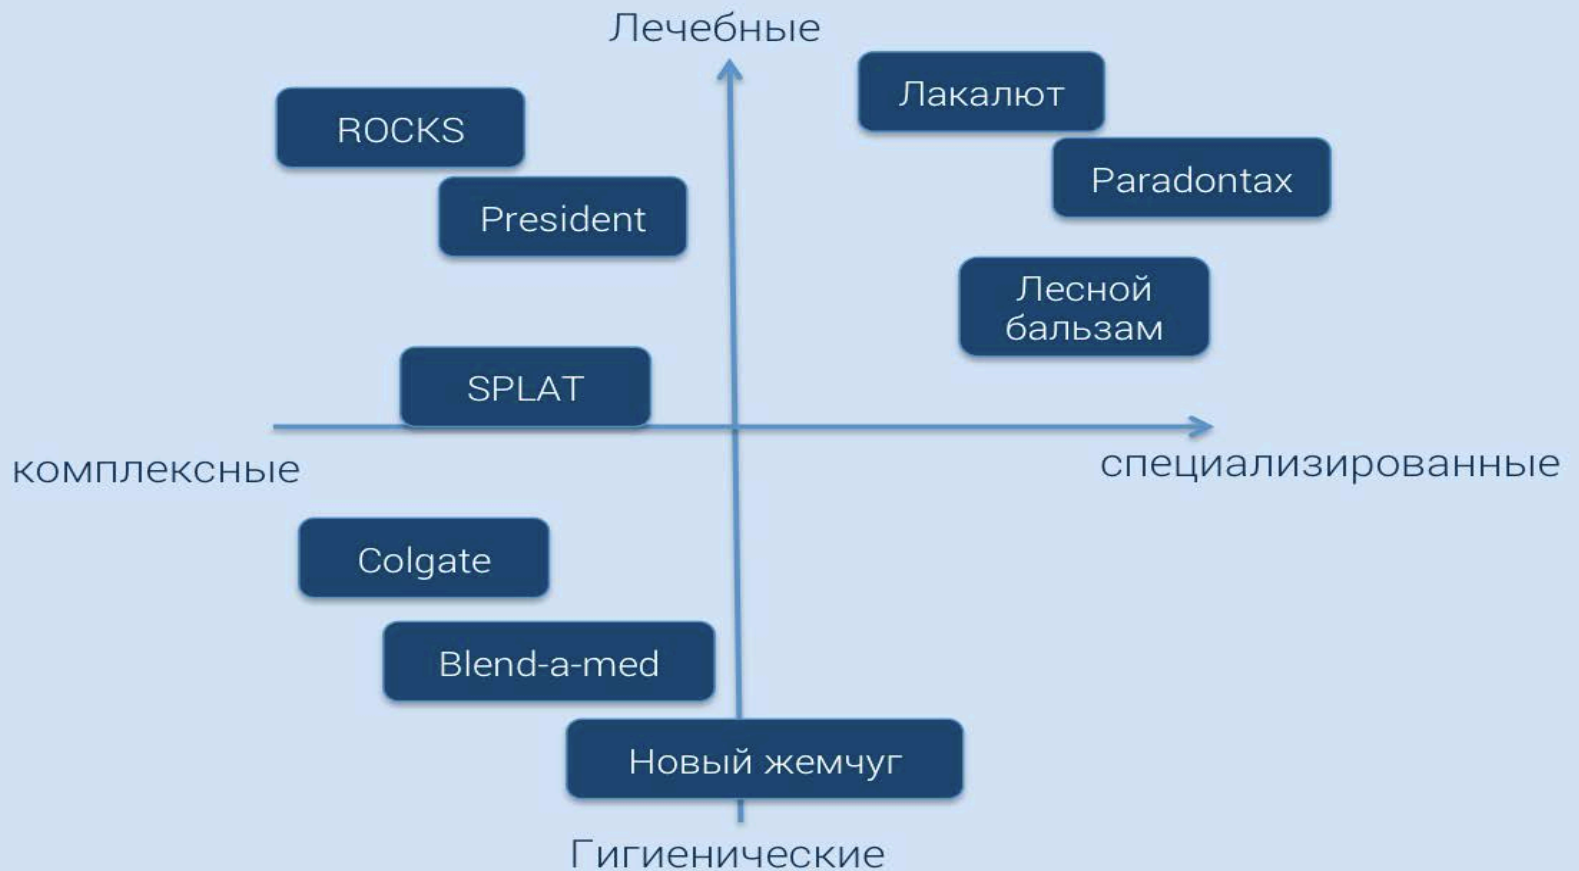 Лечебные
ROCKS
Лакалют
President
Paradontax
Лесной
бальзам
SPLAT
комплексные
специализированные
Colgate
Blend-a-med
Новый жемчуг
Гигиенические